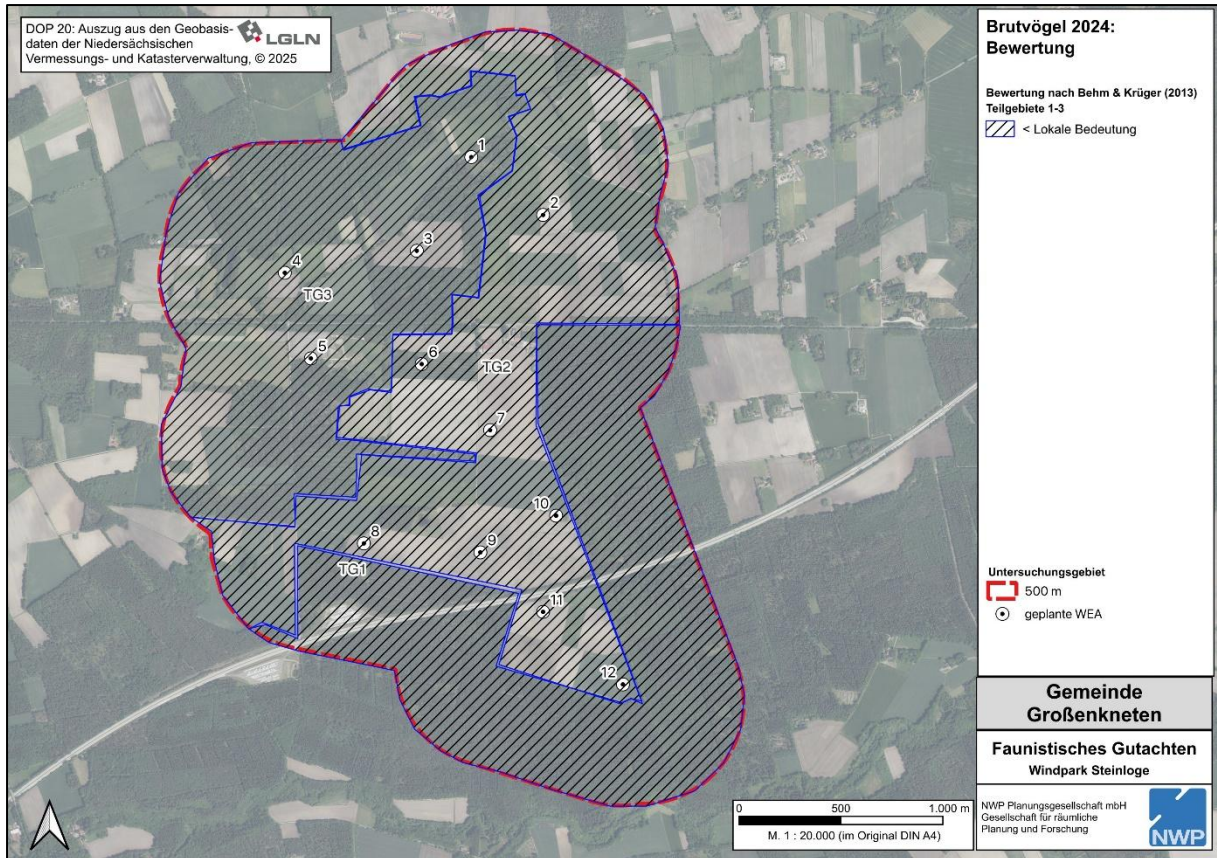 DOP 20: Auszug aus den Geobasis-
daten der Niedersächsischen
Vermessungs- und Katasterverwaltung, © 2025
LGLN
Brutvögel 2024:
Bewertung
Bewertung nach Behm & Krüger (2013)
Teilgebiete 1-3
< Lokale Bedeutung
1
2
3
4
TG3
5
6
TG2
7
10
8
9
TG1
11
12
Untersuchungsgebiet
500 m
geplante WEA
Gemeinde
Großenkneten
Faunistisches Gutachten
Windpark Steinloge
NWP Planungsgesellschaft mbH
Gesellschaft für räumliche
Planung und Forschung
NWP
0 500 1.000 m
M. 1 : 20.000 (im Original DIN A4)